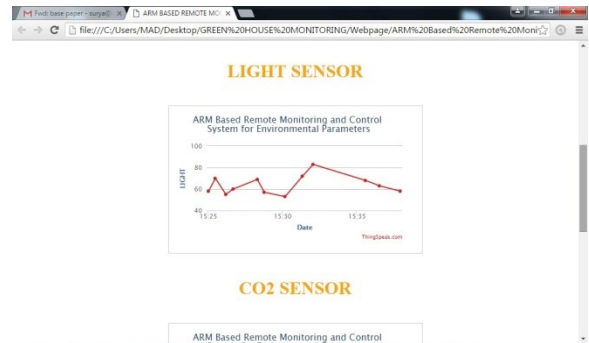 Fwd: base paper - surya@
ARM BASED REMOTE MO
file:///C:/Users/MAD/Desktop/GREEN%20HOUSE%20MONITORING/Webpage/ARM%20Based%20Remote%20Moni
LIGHT SENSOR
ARM Based Remote Monitoring and Control
System for Environmental Parameters
100
80
60
40
LIGHT
15:25 15:30 15:35
Date
ThingSpeak.com
CO2 SENSOR
ARM Based Remote Monitoring and Control